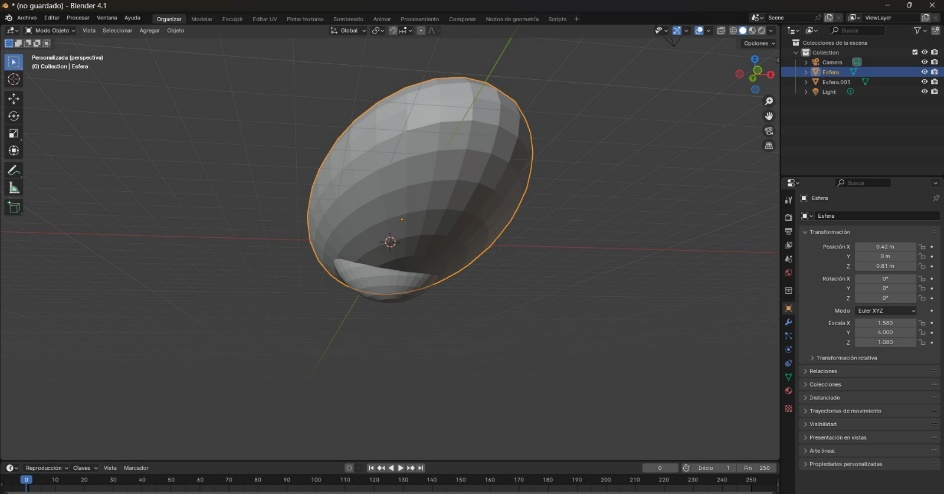 * (no guardado) - Blender 4.1
Archivo Editar Procesar Ventana Ayuda Organizar Modelar Esculpir Editar UV Pintar texturas Sombreado Animar Procesamiento Componer Nodos de geometría Scripts + Scene ViewLayer
Modo Objeto Vista Seleccionar Agregar Objeto Global Buscar
Opciones
Personalizada (perspectiva)
(0) Collection | Esfera
Z
X
Y
Colecciones de la escena
Collection
Camera
Esfera
Esfera.001
Light
Buscar
Esfera
Esfera
Transformación
Posición X 0.42 m
Y 0 m
Z 0.81 m
Rotación X 0°
Y 0°
Z 0°
Modo Euler XYZ
Escala X 1.580
Z 1.080
Transformación relativa
Relaciones
Colecciones
Instanciado
Trayectorias de movimiento
Visibilidad
Presentación en vistas
Arte lineal
Propiedades personalizadas
Reproducción Claves Vista Marcador 0 Inicio 1 Fin 250
0 10 20 30 40 50 60 70 80 90 100 110 120 130 140 150 160 170 180 190 200 210 220 230 240 250